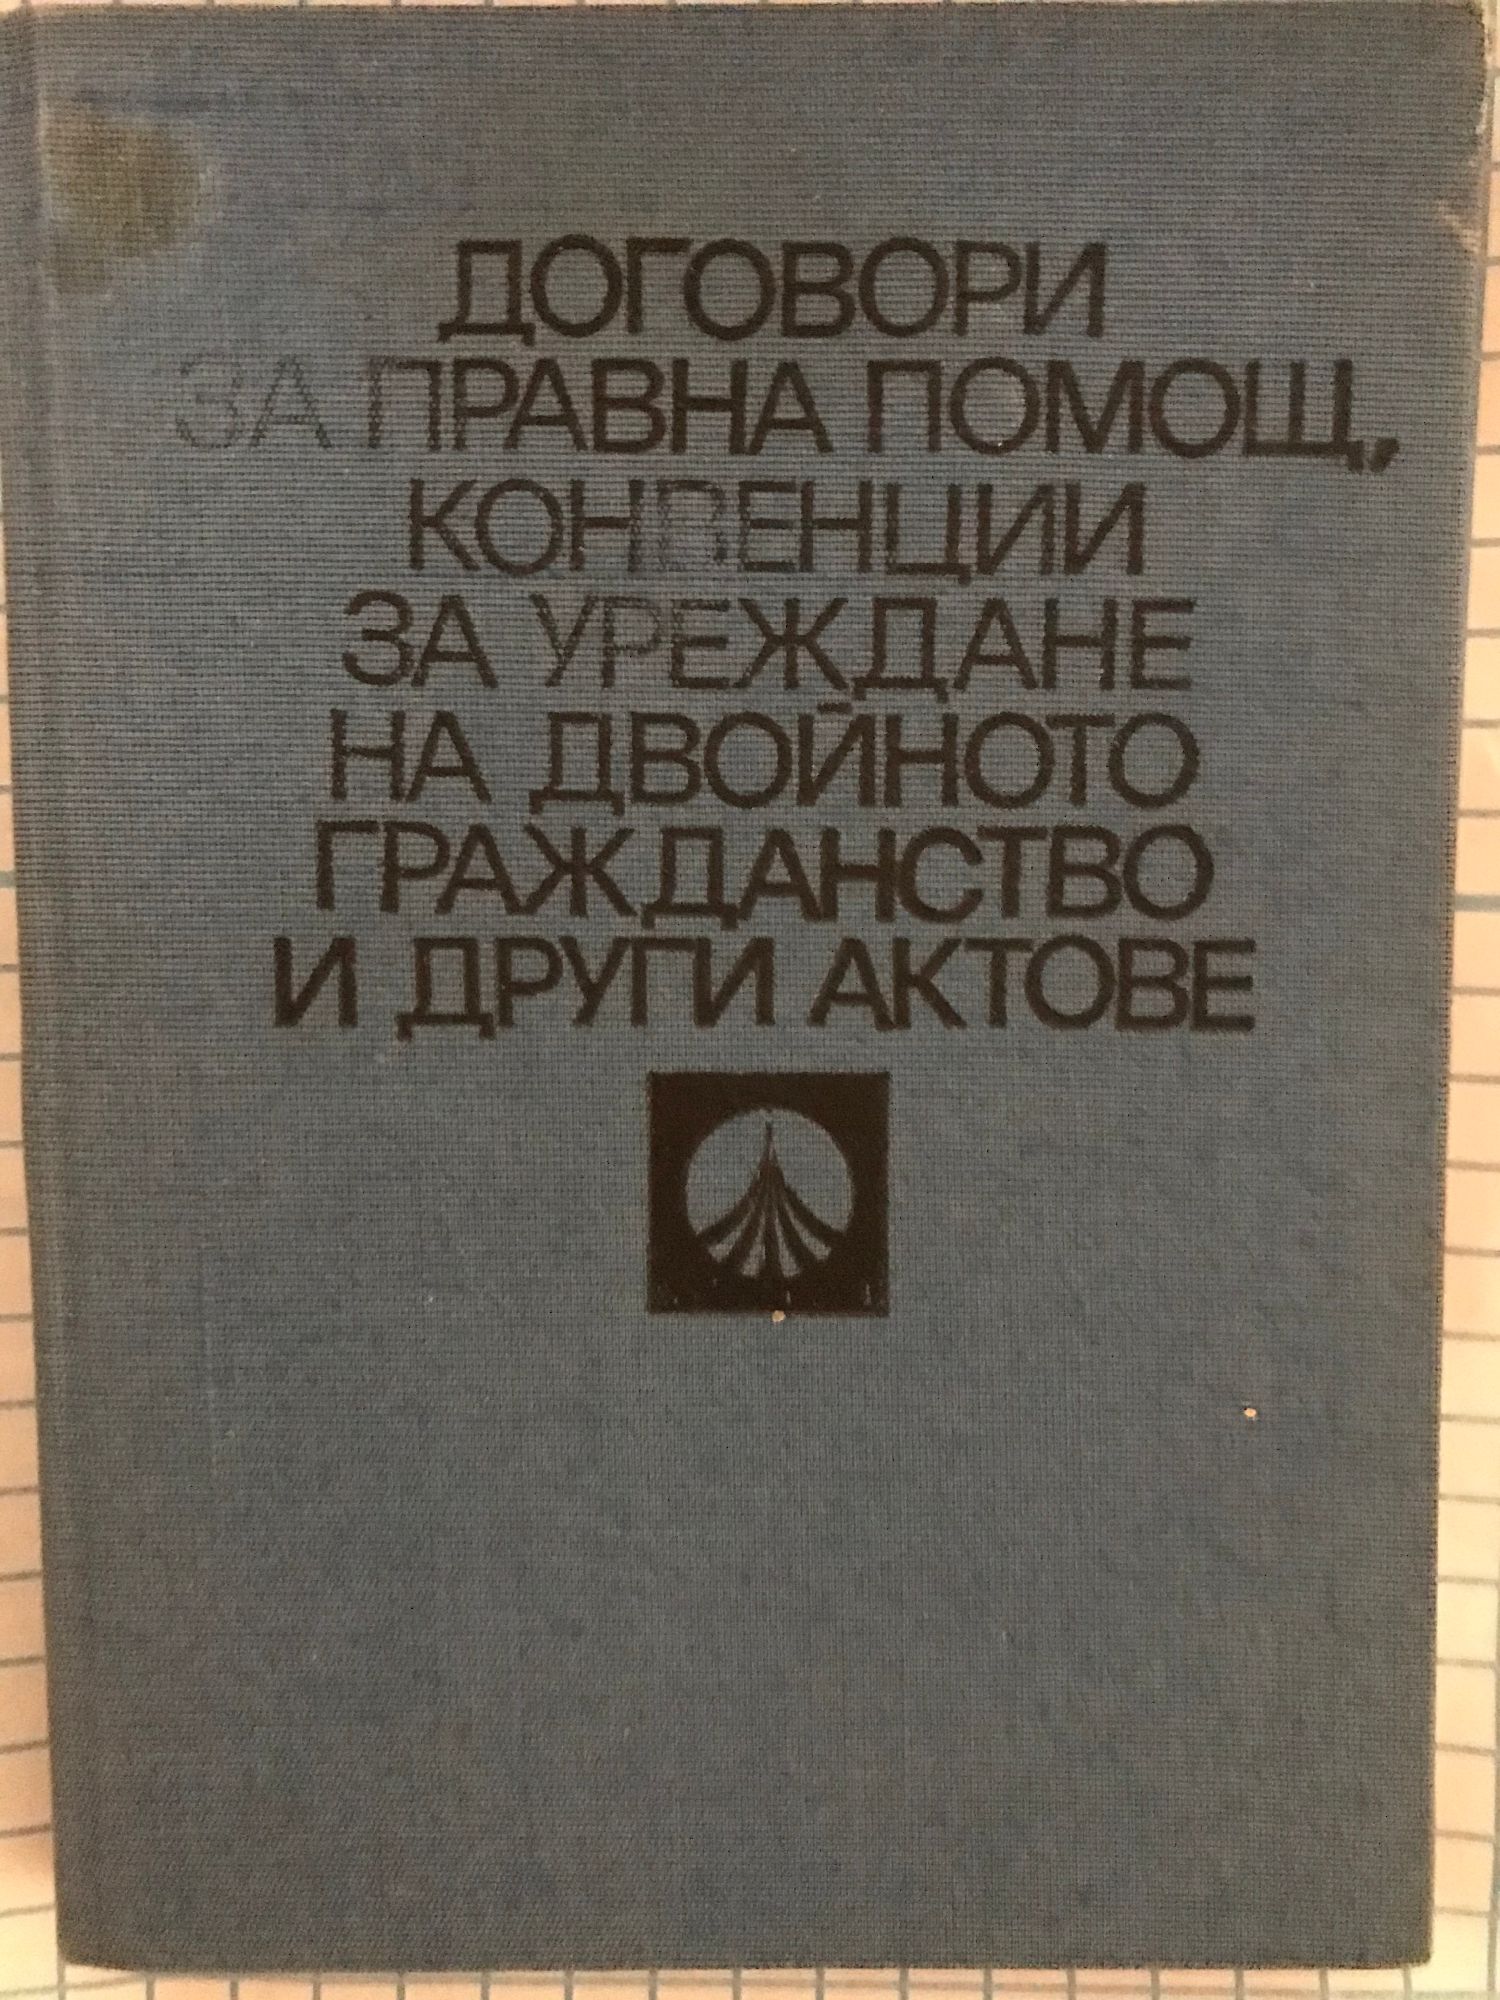 ДОГОВОРИ
ЗА ПРАВНА ПОМОЩ,
КОНВЕНЦИИ
ЗА УРЕЖДАНЕ
НА ДВОЙНОТО
ГРАЖДАНСТВО
И ДРУГИ АКТОВЕ